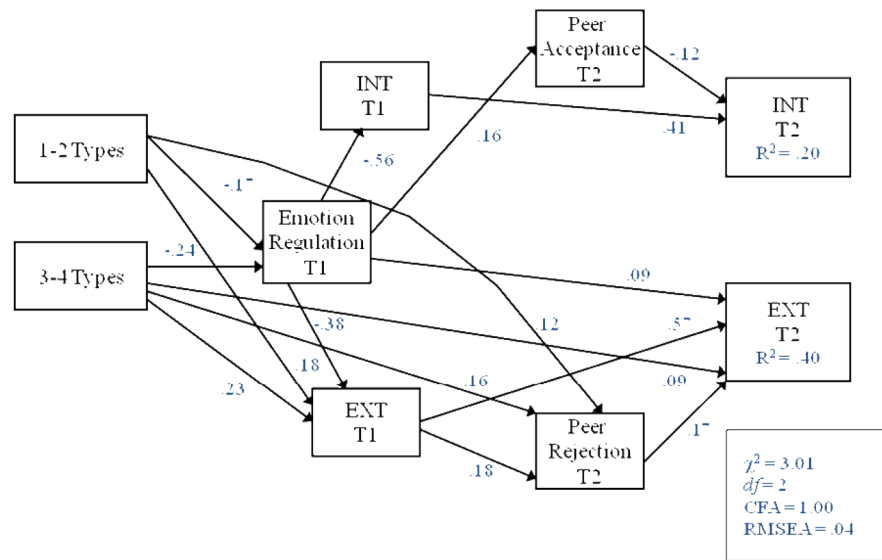 Peer
Acceptance
T2
-.12
INT
T1
INT
T2
R² = .20
.41
.16
-.56
1-2 Types
-.17
Emotion
Regulation
T1
-.24
3-4 Types
.09
EXT
T2
R² = .40
.57
-.38
.12
.18
.16
.09
.23
EXT
T1
Peer
Rejection
T2
.17
.18
χ² = 3.01
df = 2
CFA = 1.00
RMSEA = .04